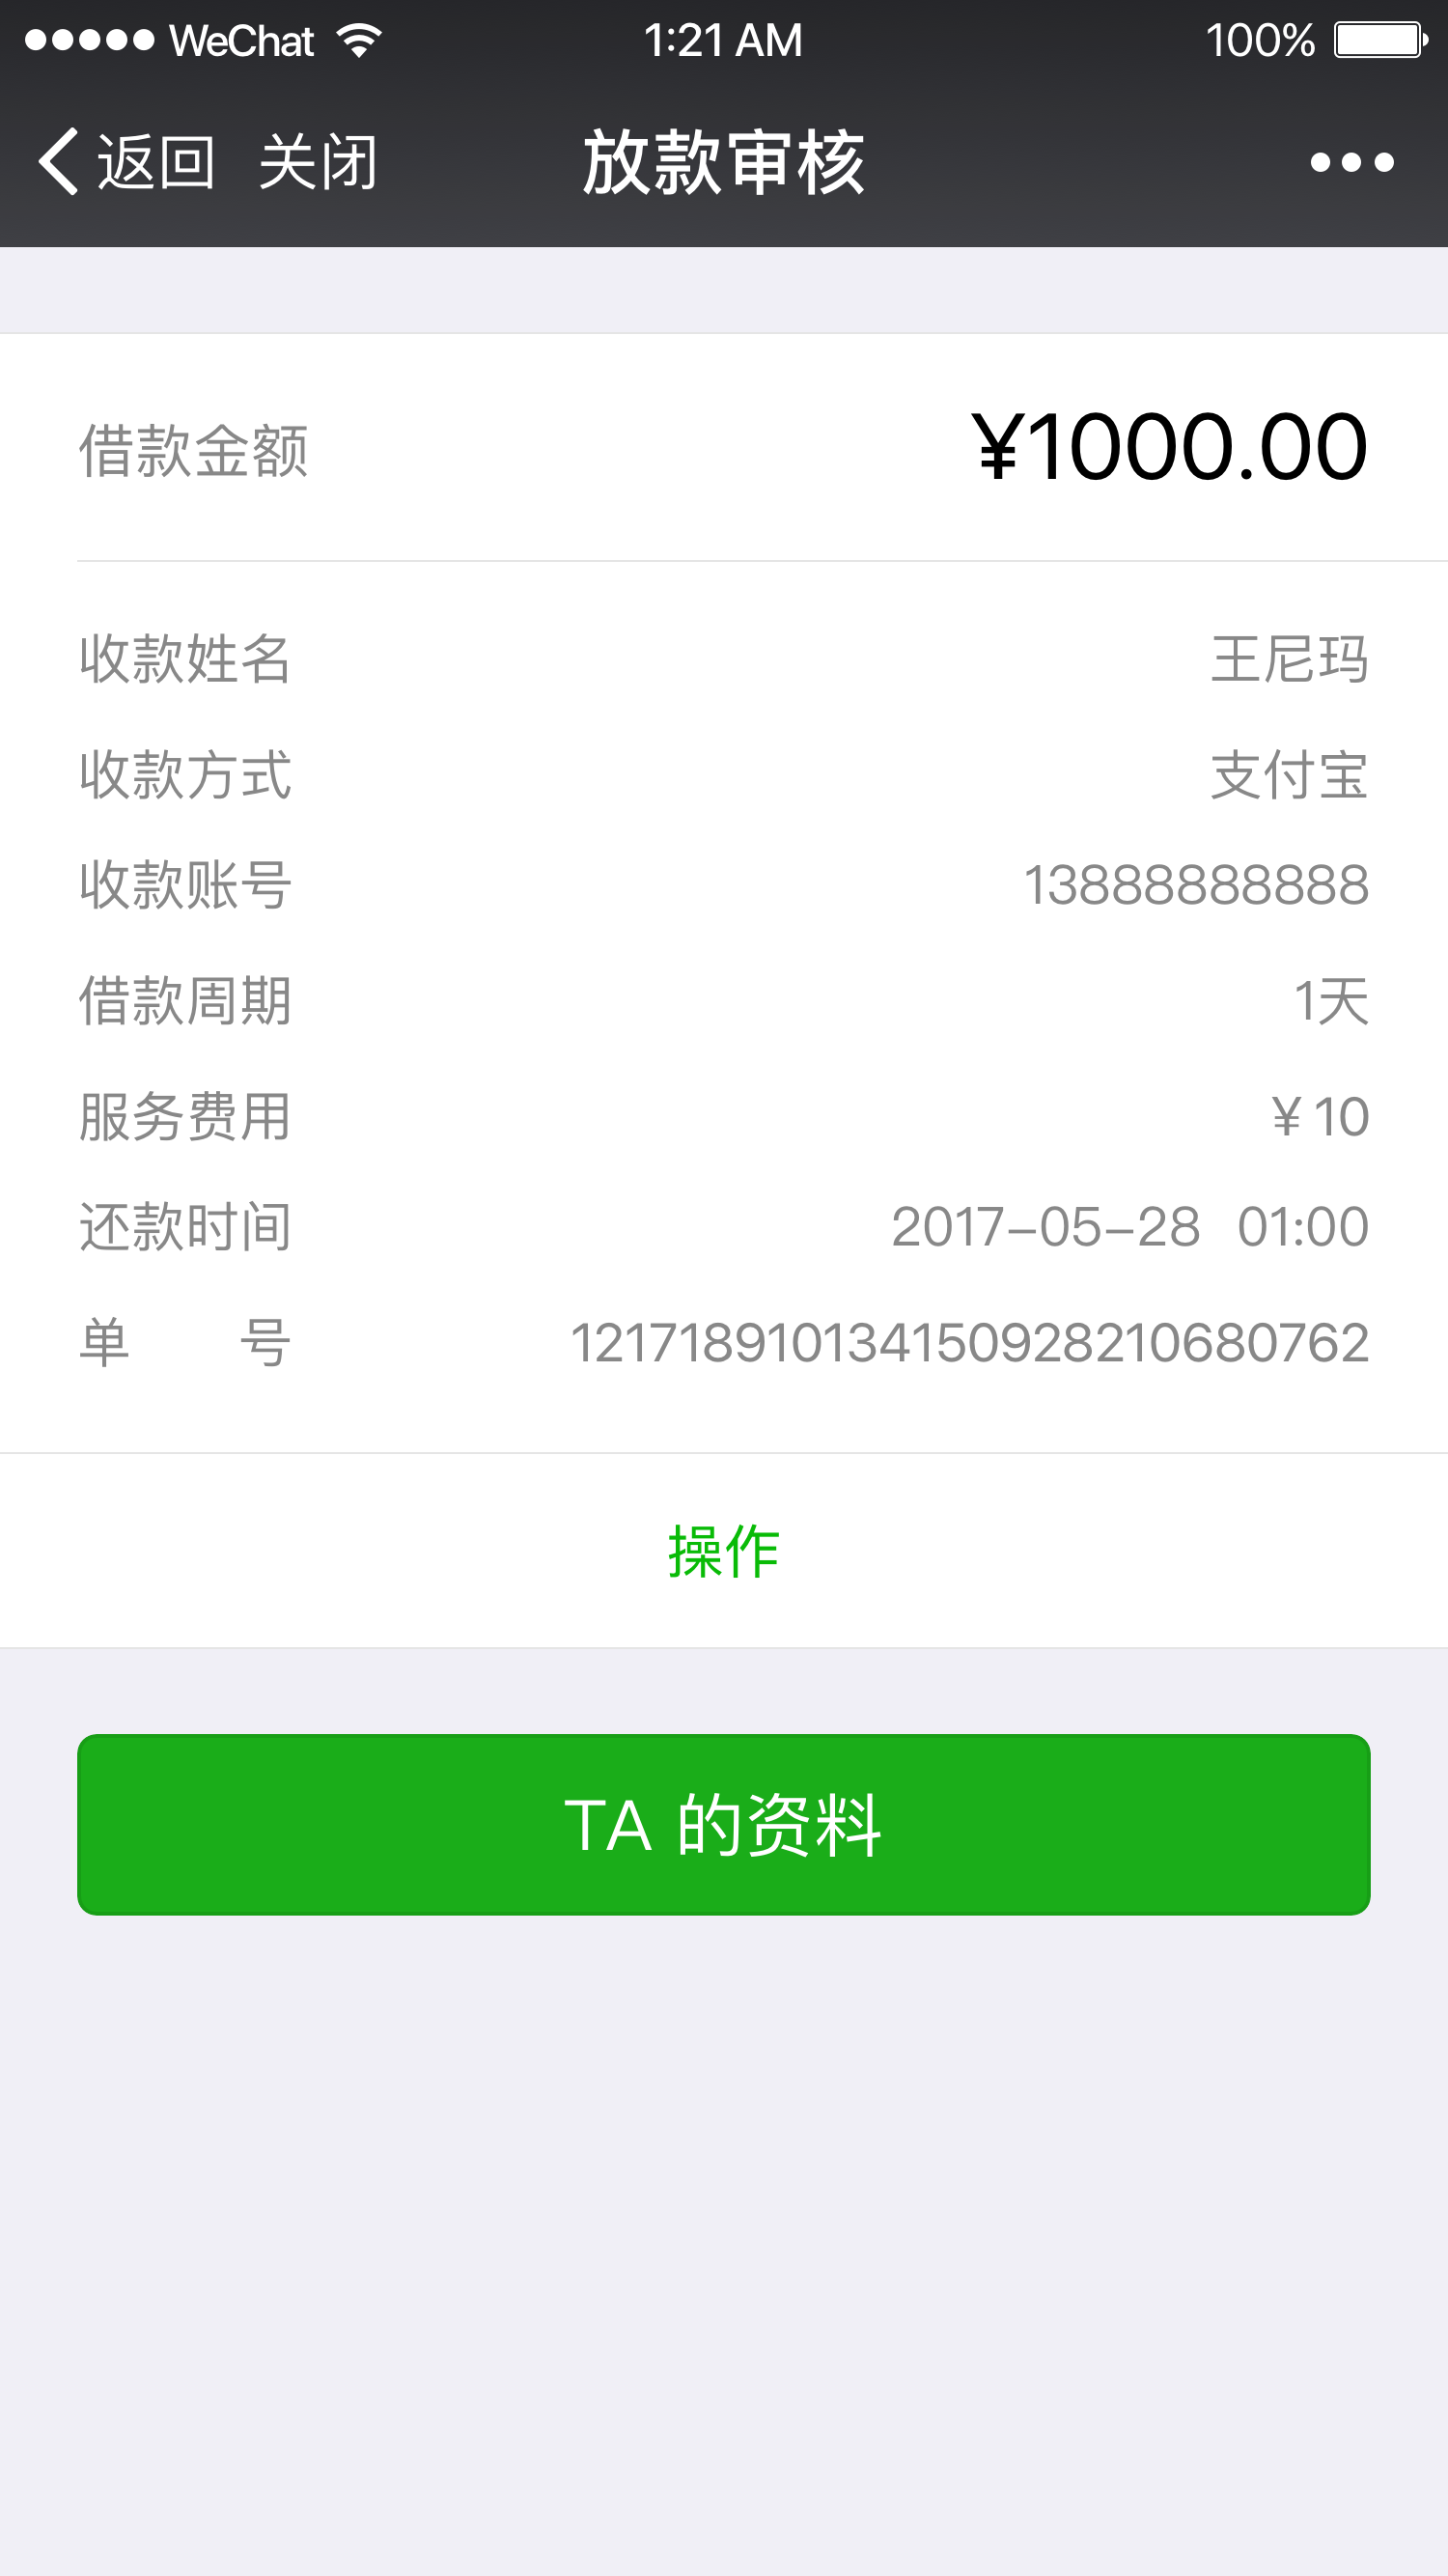 WeChat 1:21 AM 100%
返回 关闭 放款审核
借款金额 ¥1000.00
收款姓名 王尼玛
收款方式 支付宝
收款账号 13888888888
借款周期 1天
服务费用 ¥ 10
还款时间 2017-05-28 01:00
单 号 121718910134150928210680762
操作
TA 的资料